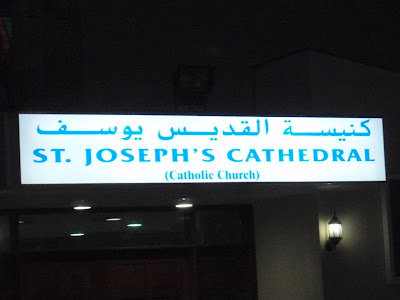 كنيسة القديس يوسف
ST. JOSEPH'S CATHEDRAL
(Catholic Church)